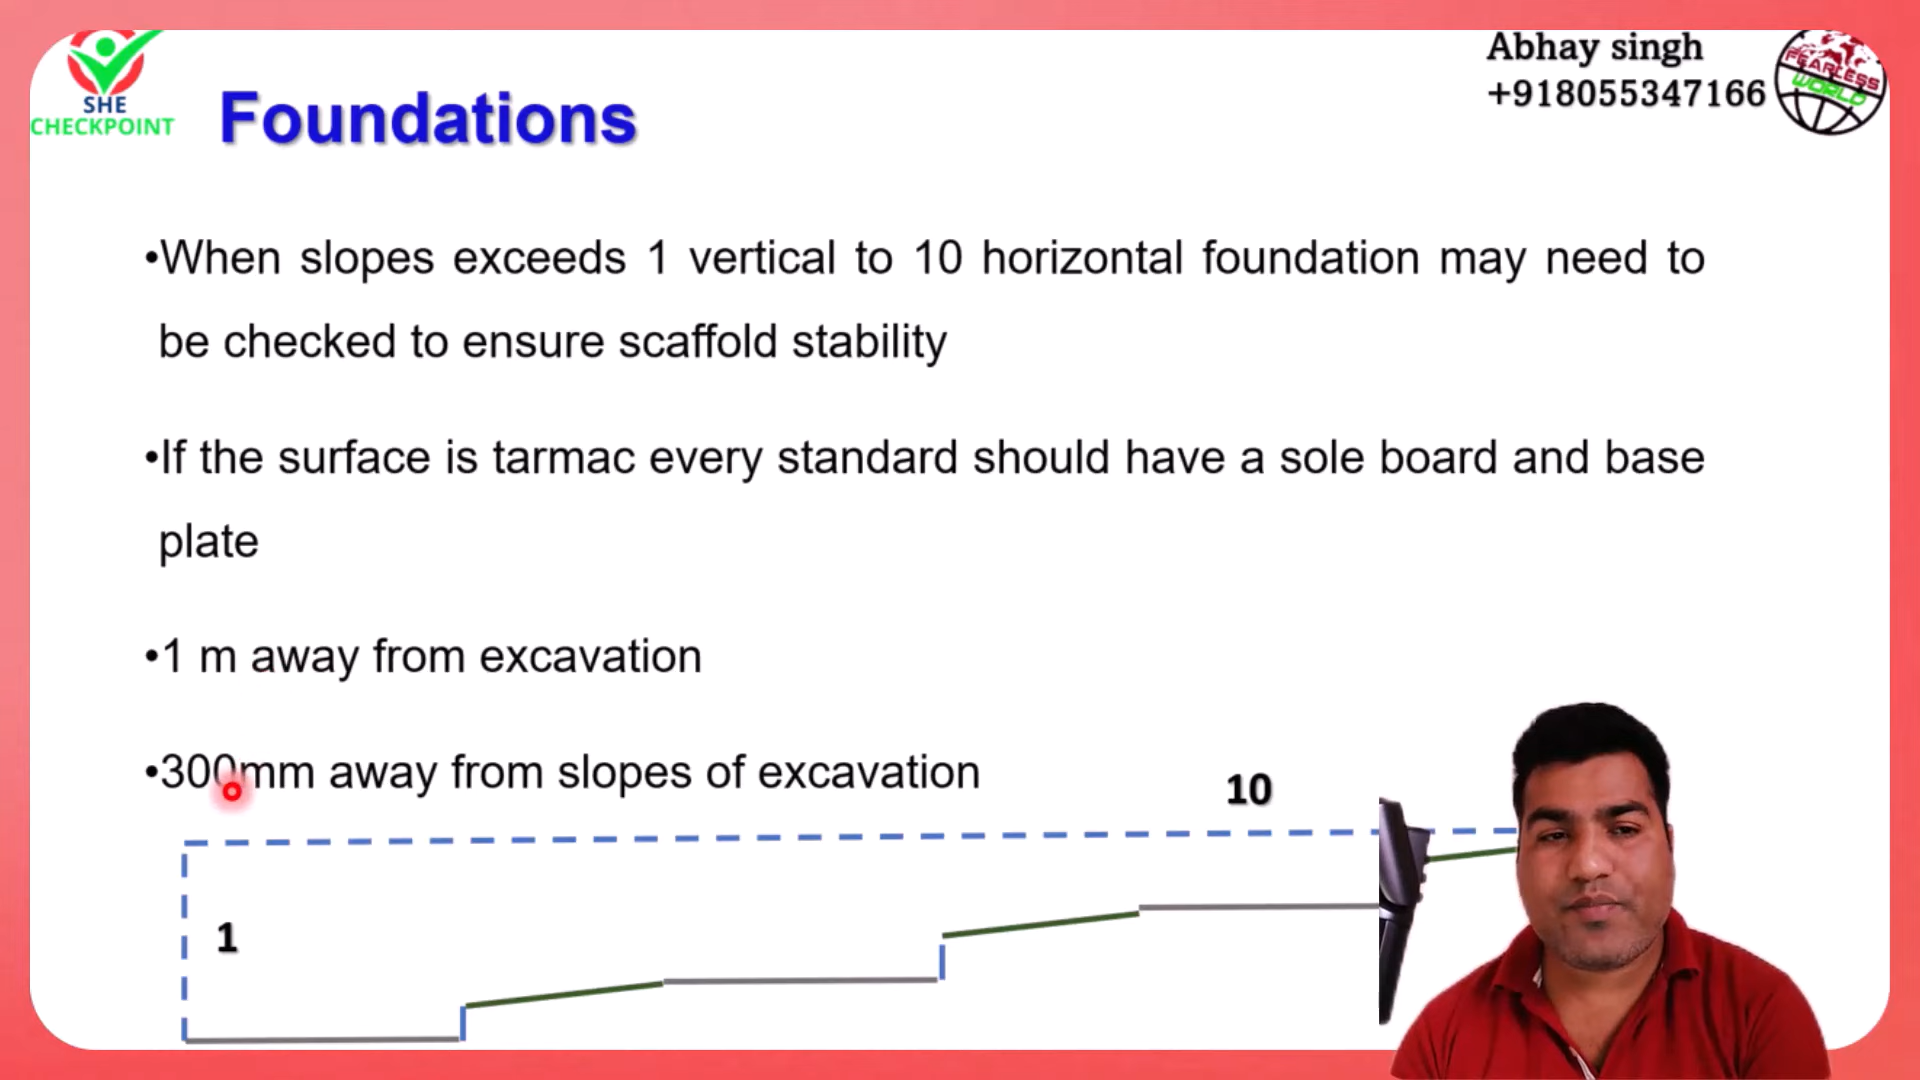 SHE
CHECKPOINT
Foundations
Abhay singh
+918055347166
FEARLESS
WORLD
•When slopes exceeds 1 vertical to 10 horizontal foundation may need to
be checked to ensure scaffold stability
•If the surface is tarmac every standard should have a sole board and base
plate
•1 m away from excavation
•300mm away from slopes of excavation
10
1